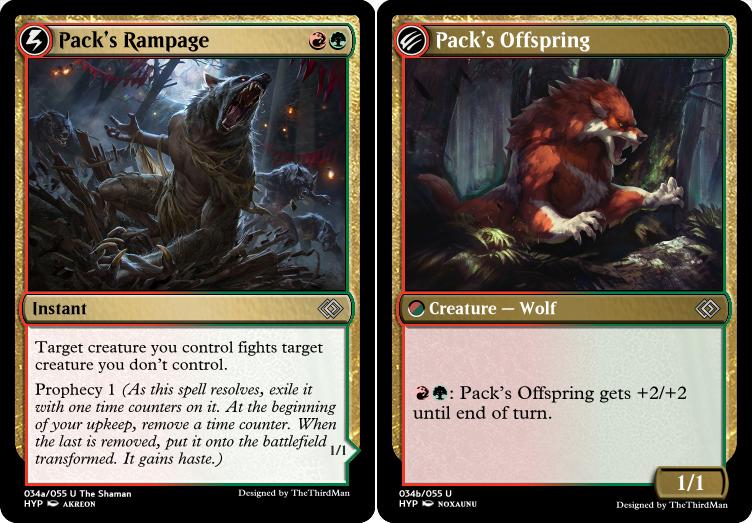 Pack's Rampage
Instant
Target creature you control fights target
creature you don't control.
Prophecy 1 (As this spell resolves, exile it
with one time counters on it. At the beginning
of your upkeep, remove a time counter. When
the last is removed, put it onto the battlefield
transformed. It gains haste.)
1/1
034a/055 U The Shaman
HYP AKREON
Designed by TheThirdMan
Pack's Offspring
Creature — Wolf
: Pack's Offspring gets +2/+2
until end of turn.
1/1
034b/055 U
HYP NOXAUNU
Designed by TheThirdMan